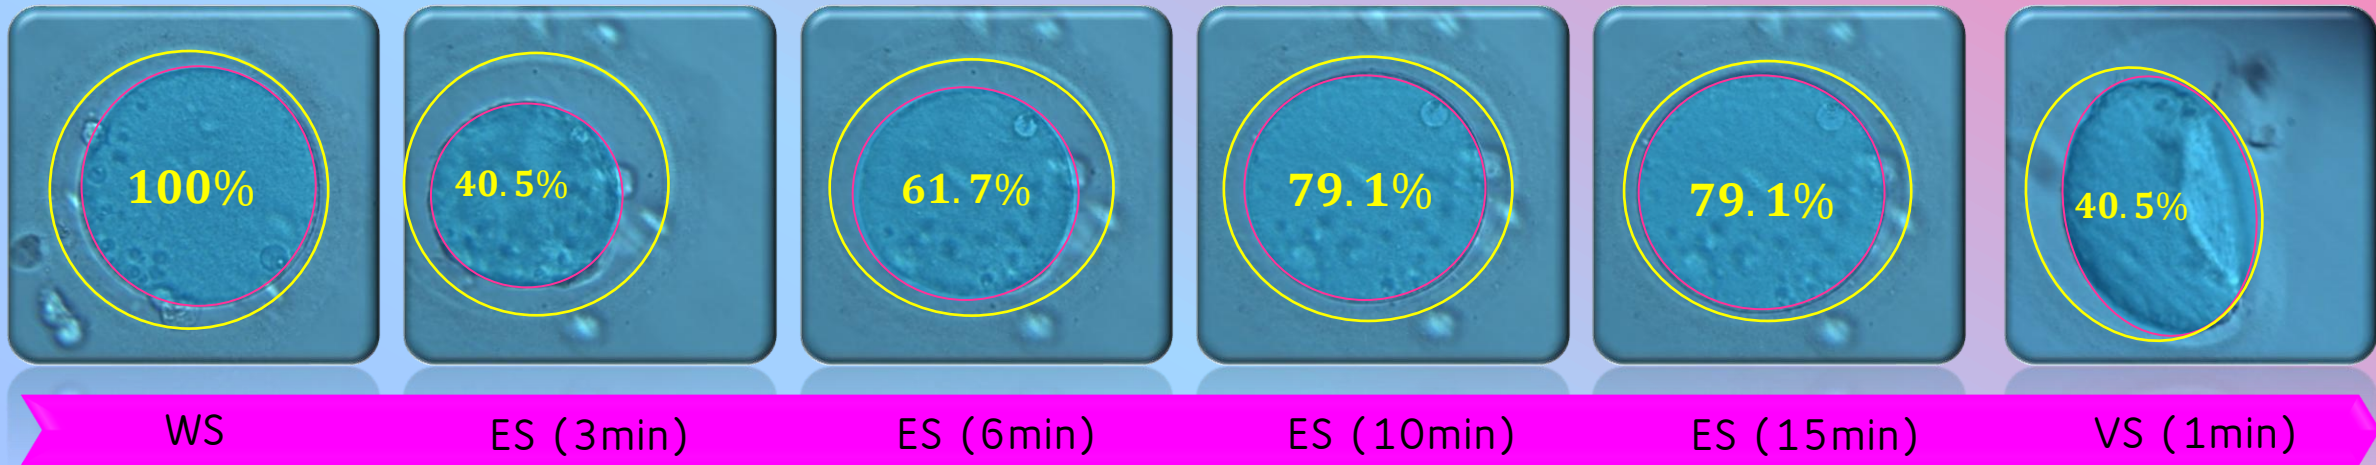 100%
40.5%
61.7%
79.1%
79.1%
40.5%
WS
ES (3min)
ES (6min)
ES (10min)
ES (15min)
VS (1min)